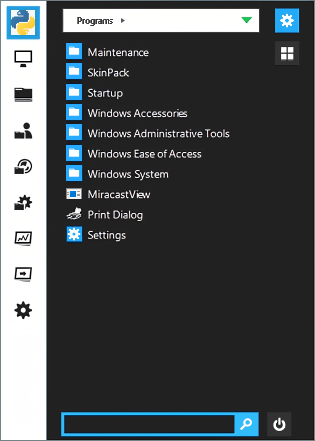 Programs
Maintenance
SkinPack
Startup
Windows Accessories
Windows Administrative Tools
Windows Ease of Access
Windows System
MiracastView
Print Dialog
Settings